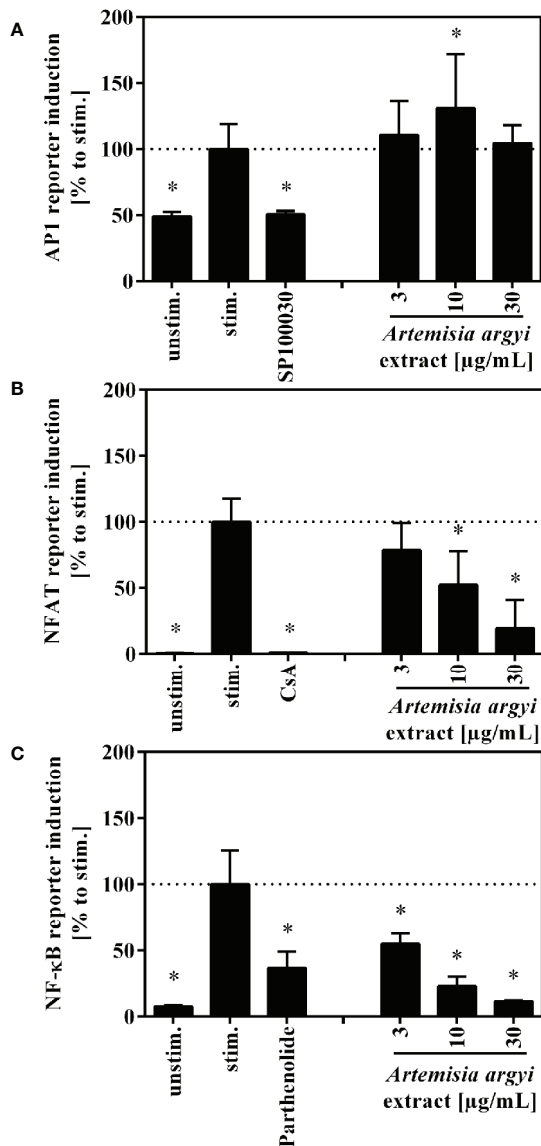 A
AP1 reporter induction
[% to stim.]
200
150
100
50
0
*
*
*
unstim.
stim.
SP100030
3
10
30
Artemisia argyi
extract [µg/mL]
B
NFAT reporter induction
[% to stim.]
200
150
100
50
0
*
*
*
*
unstim.
stim.
CsA
3
10
30
Artemisia argyi
extract [µg/mL]
C
NF-κB reporter induction
[% to stim.]
200
150
100
50
0
*
*
*
*
*
unstim.
stim.
Parthenolide
3
10
30
Artemisia argyi
extract [µg/mL]